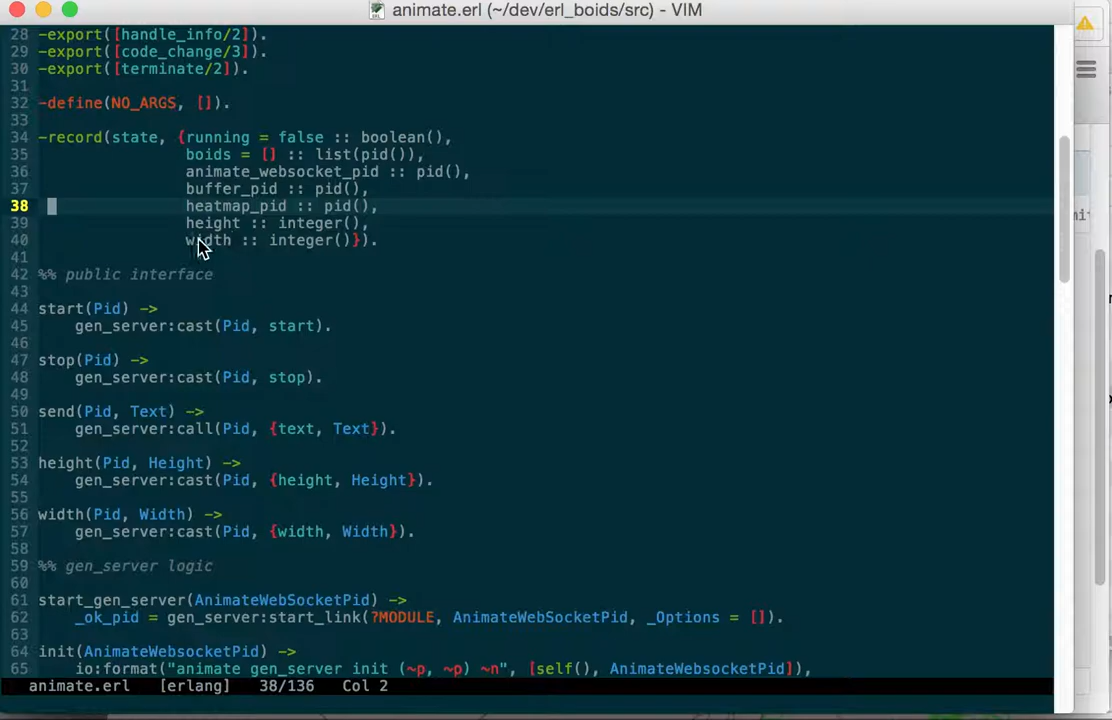 animate.erl (~/dev/erl_boids/src) - VIM
28 -export([handle_info/2]).
29 -export([code_change/3]).
30 -export([terminate/2]).
31
32 -define(NO_ARGS, []).
33
34 -record(state, {running = false :: boolean(),
35                 boids = [] :: list(pid()),
36                 animate_websocket_pid :: pid(),
37                 buffer_pid :: pid(),
38                 heatmap_pid :: pid(),
39                 height :: integer(),
40                 width :: integer()}).
41
42 %% public interface
43
44 start(Pid) ->
45     gen_server:cast(Pid, start).
46
47 stop(Pid) ->
48     gen_server:cast(Pid, stop).
49
50 send(Pid, Text) ->
51     gen_server:call(Pid, {text, Text}).
52
53 height(Pid, Height) ->
54     gen_server:cast(Pid, {height, Height}).
55
56 width(Pid, Width) ->
57     gen_server:cast(Pid, {width, Width}).
58
59 %% gen_server logic
60
61 start_gen_server(AnimateWebSocketPid) ->
62     _ok_pid = gen_server:start_link(?MODULE, AnimateWebSocketPid, _Options = []).
63
64 init(AnimateWebsocketPid) ->
65     io:format("animate gen_server init (~p, ~p) ~n", [self(), AnimateWebsocketPid]),
animate.erl [erlang] 38/136 Col 2